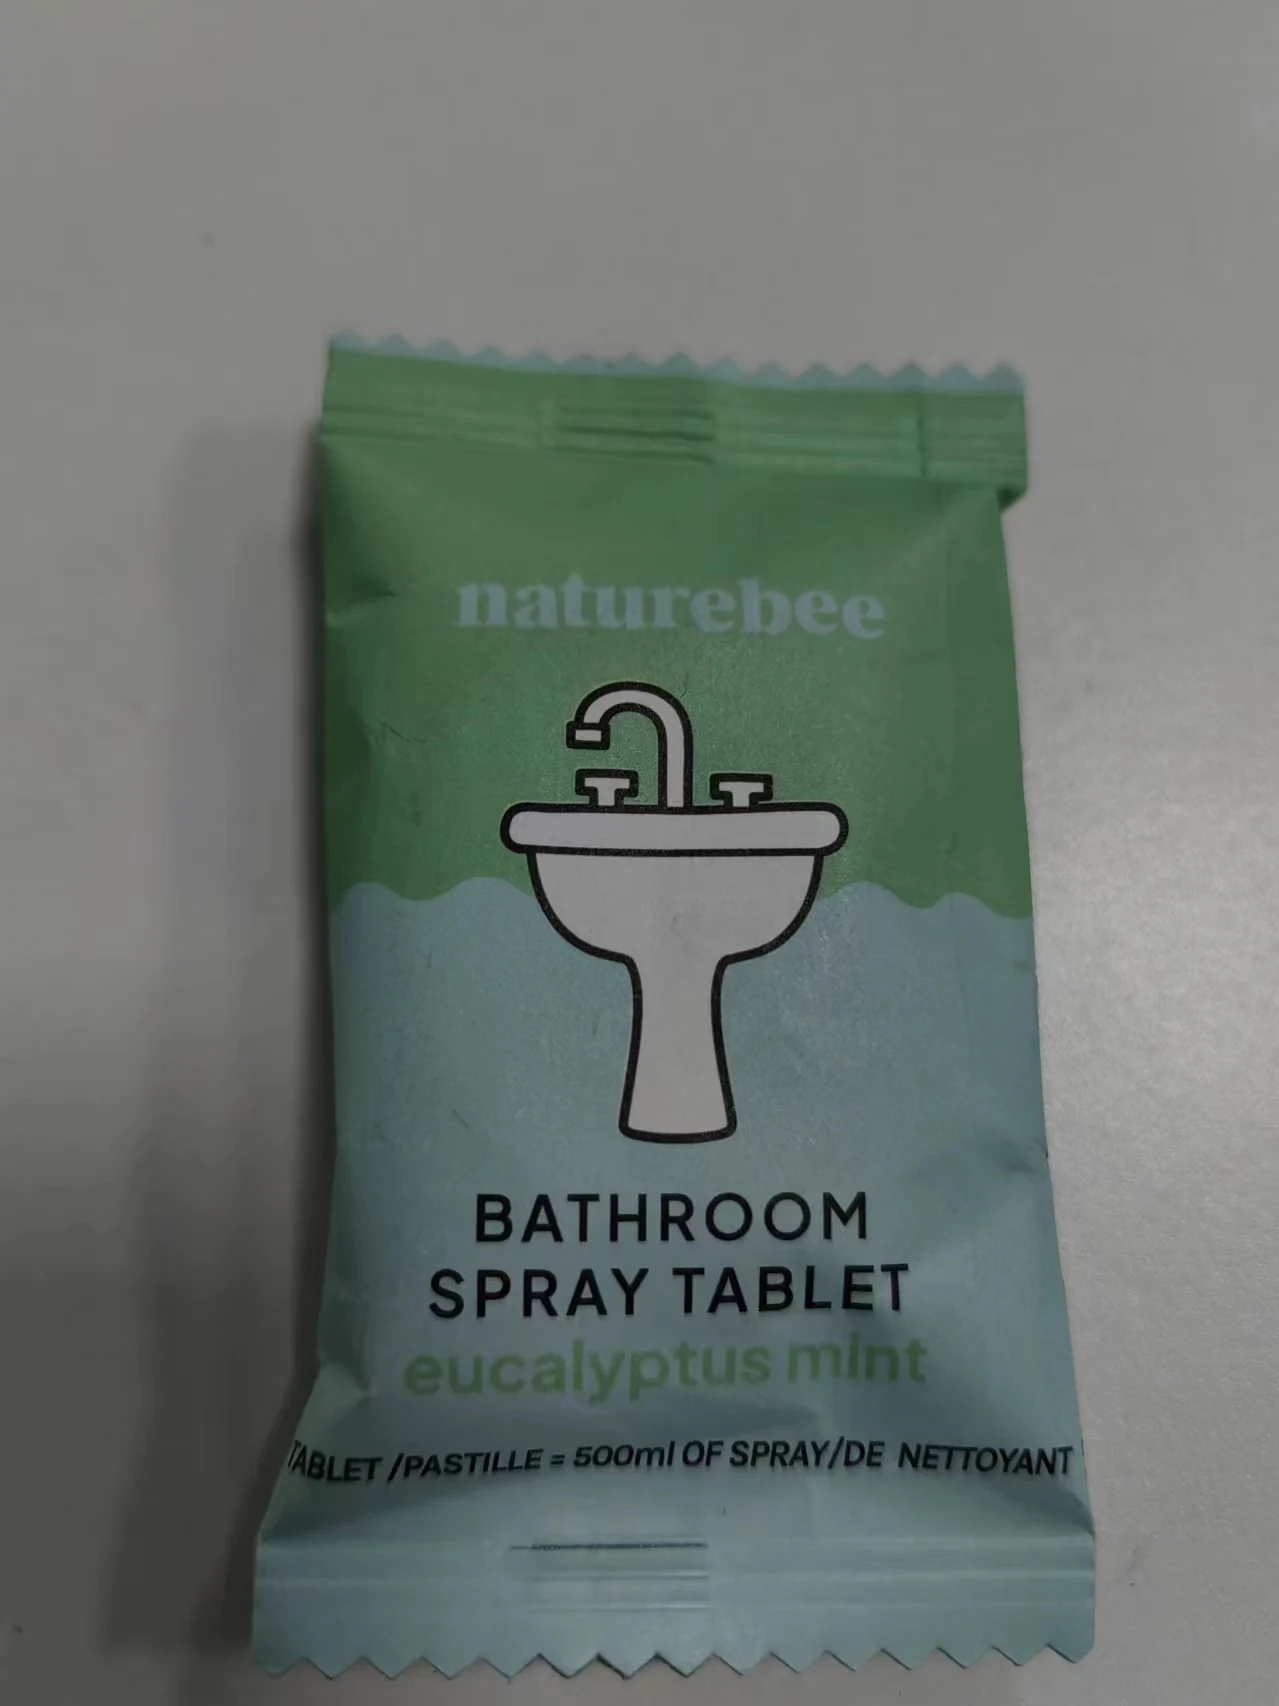 naturebee
BATHROOM
SPRAY TABLET
eucalyptus mint
TABLET /PASTILLE = 500ml OF SPRAY/DE NETTOYANT